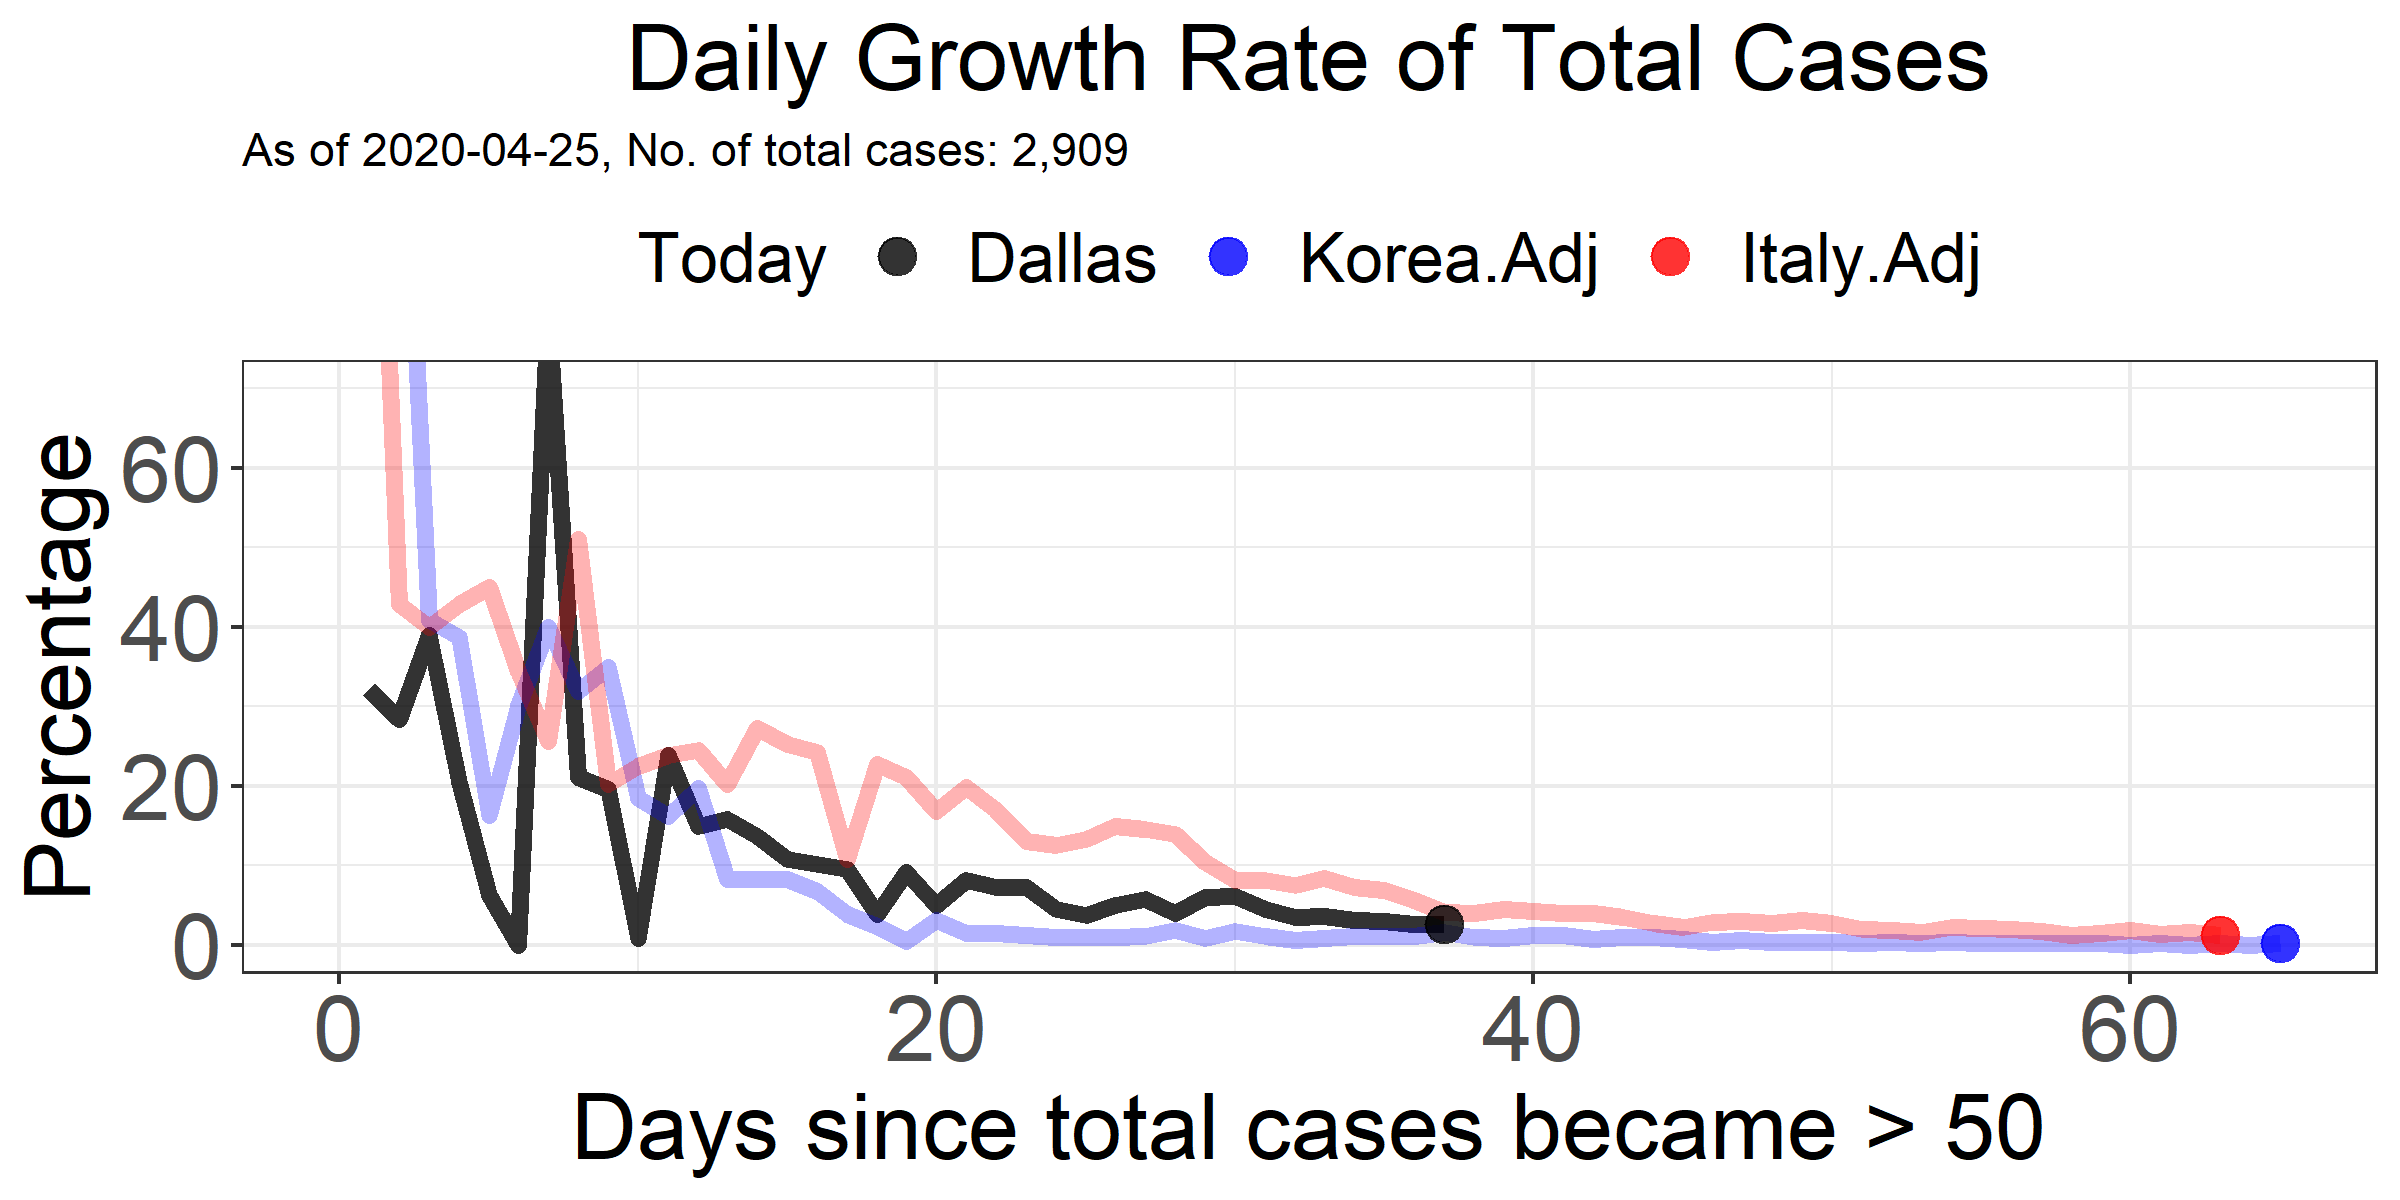 Daily Growth Rate of Total Cases
As of 2020-04-25, No. of total cases: 2,909
Today Dallas Korea.Adj Italy.Adj
Percentage
60
40
20
0
0 20 40 60
Days since total cases became > 50